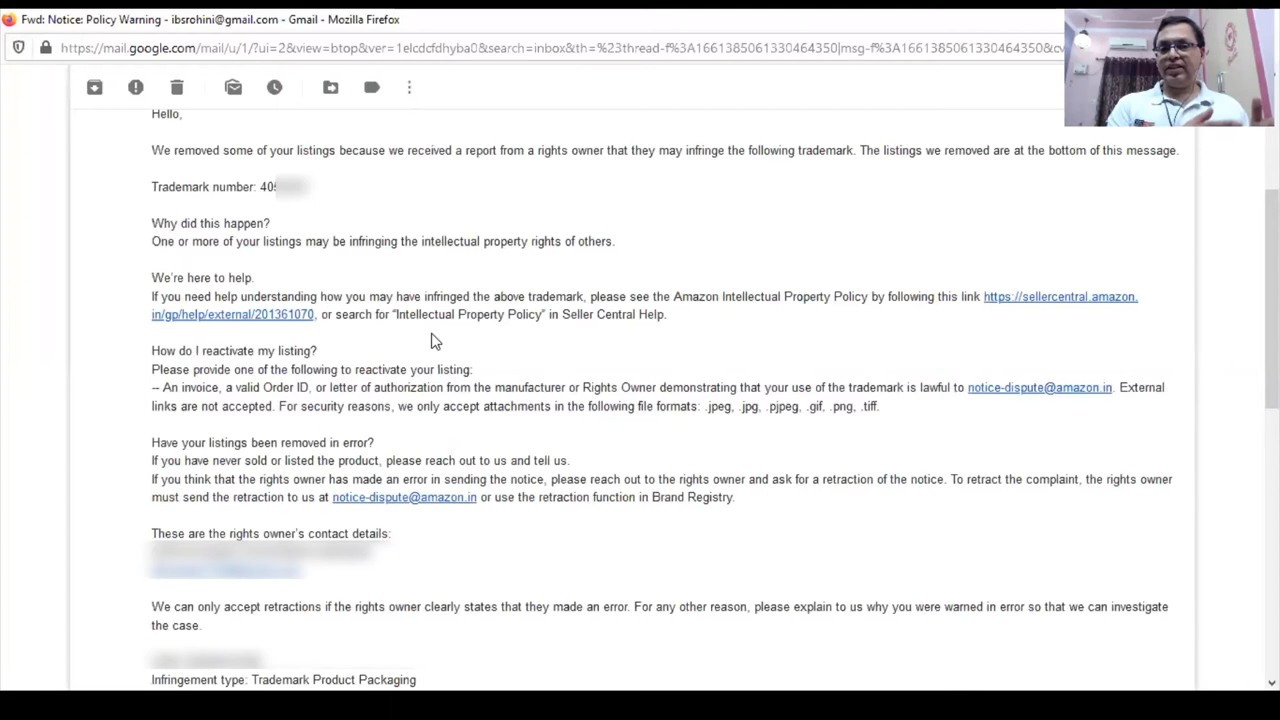 Fwd: Notice: Policy Warning - ibsrohini@gmail.com - Gmail - Mozilla Firefox
https://mail.google.com/mail/u/1/?ui=2&view=btop&ver=1elcdcfdhyba0&search=inbox&th=%23thread-f%3A1661385061330464350|msg-f%3A1661385061330464350&cv
Hello,
We removed some of your listings because we received a report from a rights owner that they may infringe the following trademark. The listings we removed are at the bottom of this message.
Trademark number: 405
Why did this happen?
One or more of your listings may be infringing the intellectual property rights of others.
We're here to help.
If you need help understanding how you may have infringed the above trademark, please see the Amazon Intellectual Property Policy by following this link https://sellercentral.amazon.
in/gp/help/external/201361070, or search for “Intellectual Property Policy” in Seller Central Help.
How do I reactivate my listing?
Please provide one of the following to reactivate your listing:
-- An invoice, a valid Order ID, or letter of authorization from the manufacturer or Rights Owner demonstrating that your use of the trademark is lawful to notice-dispute@amazon.in. External
links are not accepted. For security reasons, we only accept attachments in the following file formats: .jpeg, .jpg, .pjpeg, .gif, .png, .tiff.
Have your listings been removed in error?
If you have never sold or listed the product, please reach out to us and tell us.
If you think that the rights owner has made an error in sending the notice, please reach out to the rights owner and ask for a retraction of the notice. To retract the complaint, the rights owner
must send the retraction to us at notice-dispute@amazon.in or use the retraction function in Brand Registry.
These are the rights owner's contact details:
We can only accept retractions if the rights owner clearly states that they made an error. For any other reason, please explain to us why you were warned in error so that we can investigate
the case.
Infringement type: Trademark Product Packaging